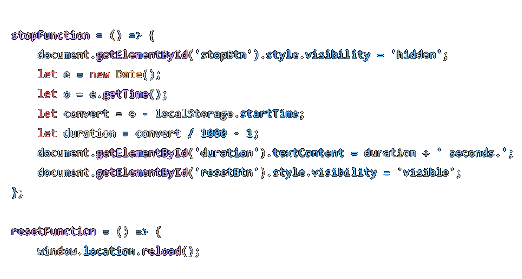 stopFunction = () => {
document.getElementById('stopBtn').style.visibility = 'hidden';
let e = new Date();
let o = e.getTime();
let convert = o - localStorage.startTime;
let duration = convert / 1000 - 1;
document.getElementById('duration').textContent = duration + ' seconds.';
document.getElementById('resetBtn').style.visibility = 'visible';
};
resetFunction = () => {
window.location.reload();